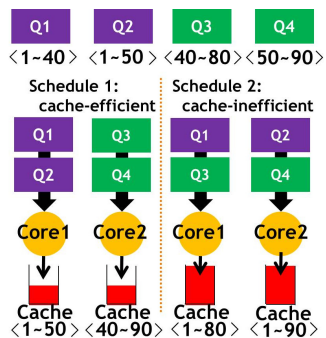 Q1 Q2 Q3 Q4
〈1~40〉 〈1~50〉 〈40~80〉 〈50~90〉
Schedule 1:
cache-efficient
Schedule 2:
cache-inefficient
Q1 Q3 Q1 Q2
Q2 Q4 Q3 Q4
Core1 Core2 Core1 Core2
Cache Cache Cache Cache
〈1~50〉 〈40~90〉 〈1~80〉 〈1~90〉